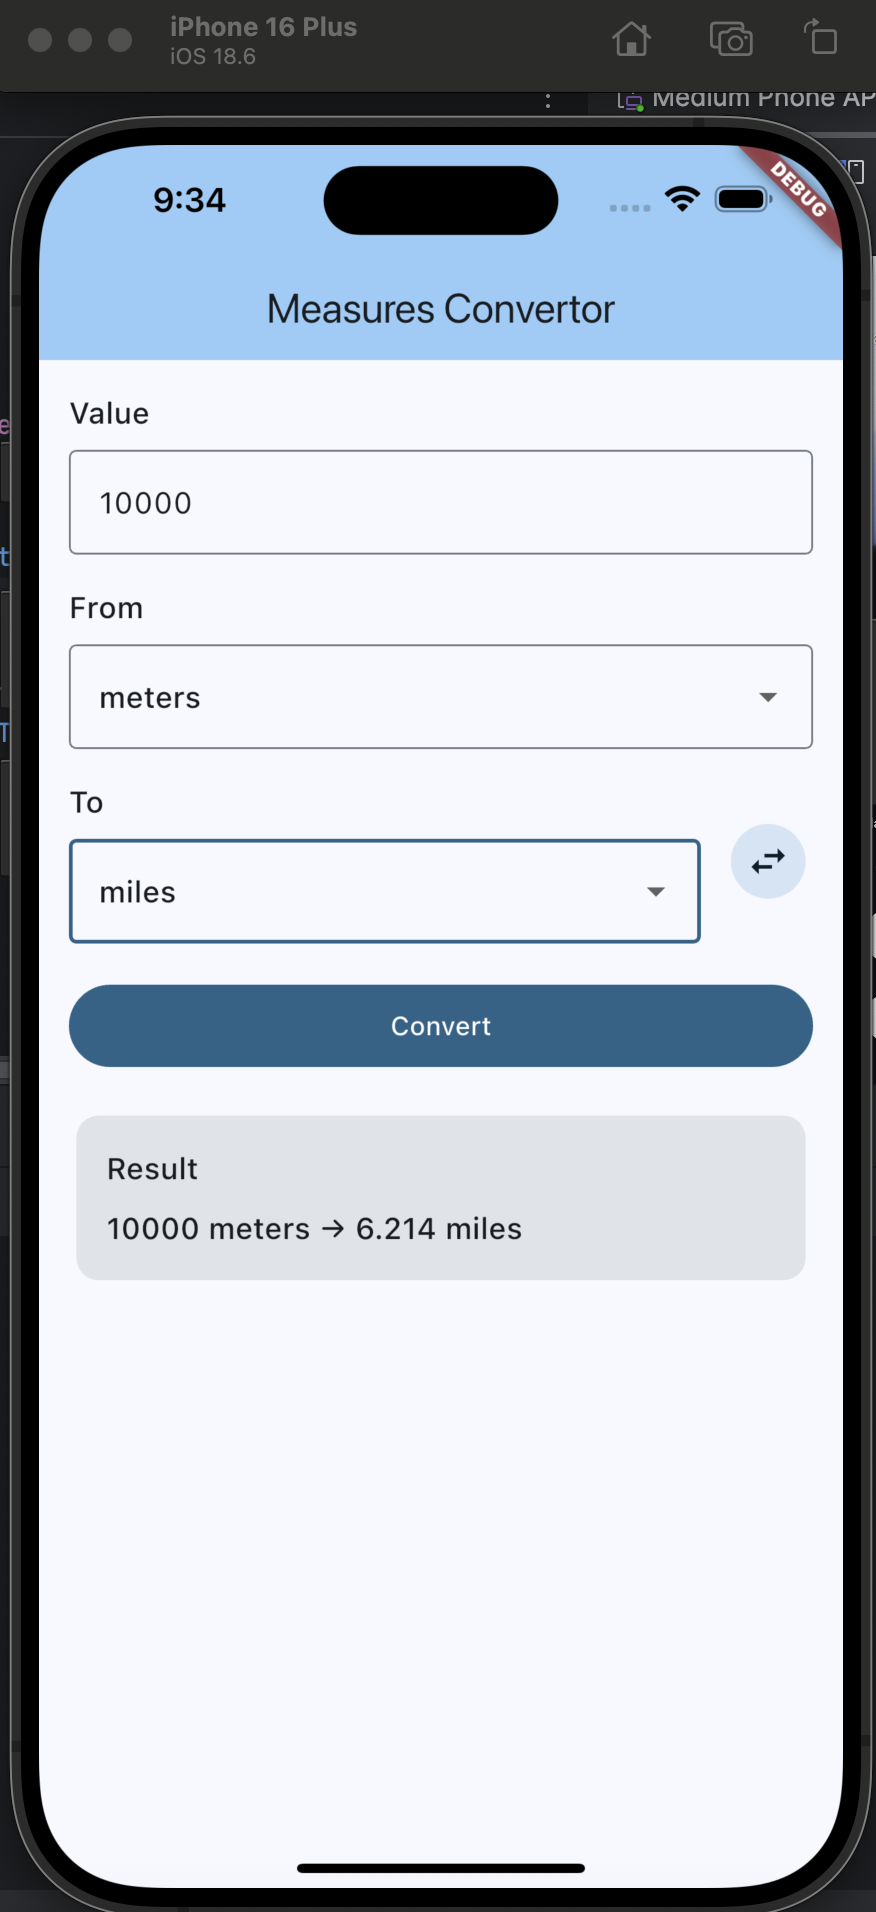 iPhone 16 Plus
iOS 18.6
Medium Phone AP
9:34
DEBUG
Measures Convertor
Value
10000
From
meters
To
miles
Convert
Result
10000 meters → 6.214 miles